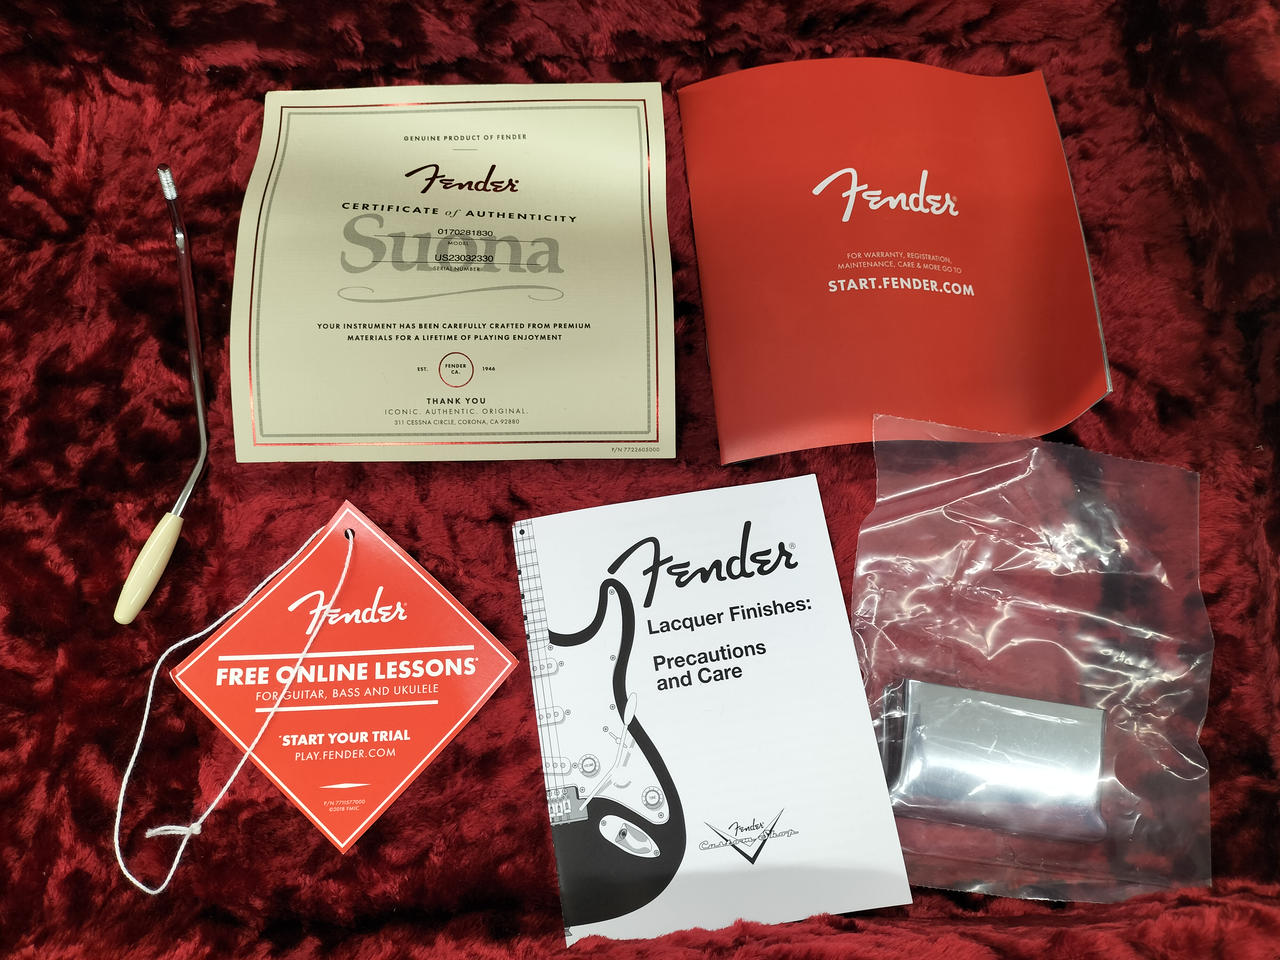 GENUINE PRODUCT OF FENDER
Fender
CERTIFICATE of AUTHENTICITY
Suona
0170281830
MODEL
US23032330
SERIAL NUMBER
YOUR INSTRUMENT HAS BEEN CAREFULLY CRAFTED FROM PREMIUM
MATERIALS FOR A LIFETIME OF PLAYING ENJOYMENT
EST. FENDER CA. 1946
THANK YOU
ICONIC. AUTHENTIC. ORIGINAL.
311 CESSNA CIRCLE, CORONA, CA 92880
P/N 7722605000
Fender
FOR WARRANTY, REGISTRATION,
MAINTENANCE, CARE & MORE GO TO
START.FENDER.COM
Fender
FREE ONLINE LESSONS*
FOR GUITAR, BASS AND UKULELE
*START YOUR TRIAL
PLAY.FENDER.COM
P/N 7711577000
©2018 FMIC
Fender®
Lacquer Finishes:
Precautions
and Care
Fender
Custom Shop